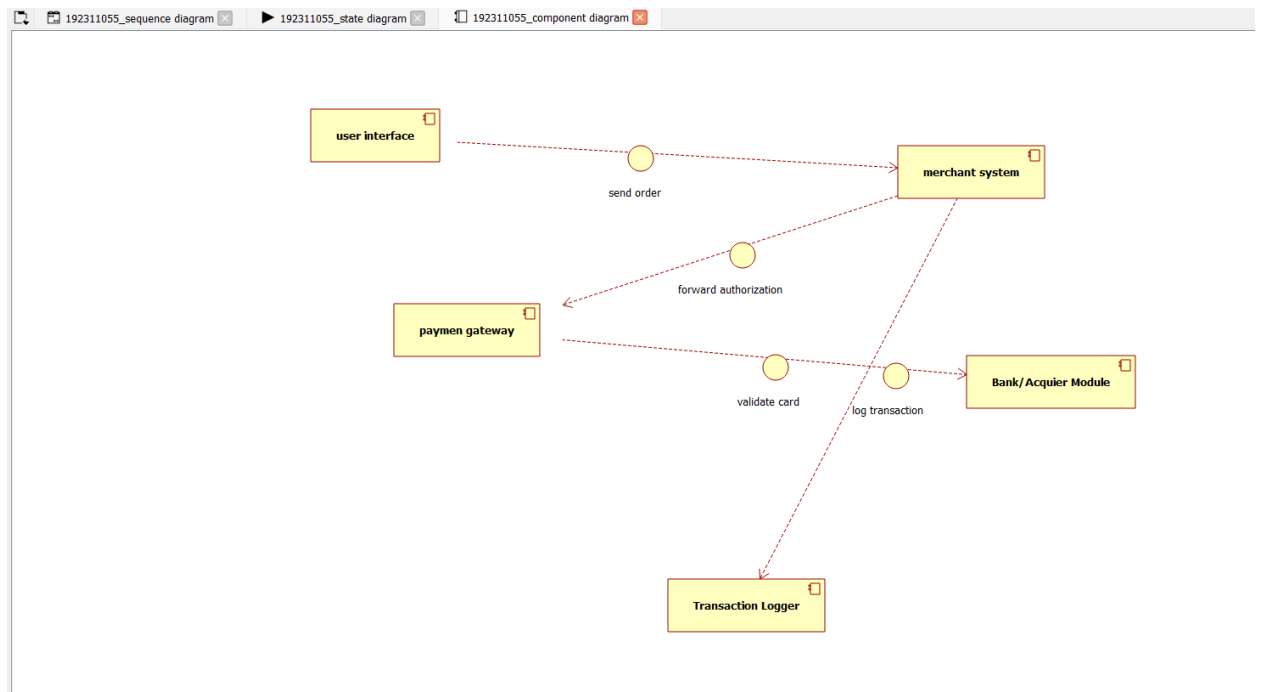 192311055_sequence diagram
192311055_state diagram
192311055_component diagram
user interface
merchant system
send order
forward authorization
paymen gateway
Bank/Acquier Module
validate card
log transaction
Transaction Logger